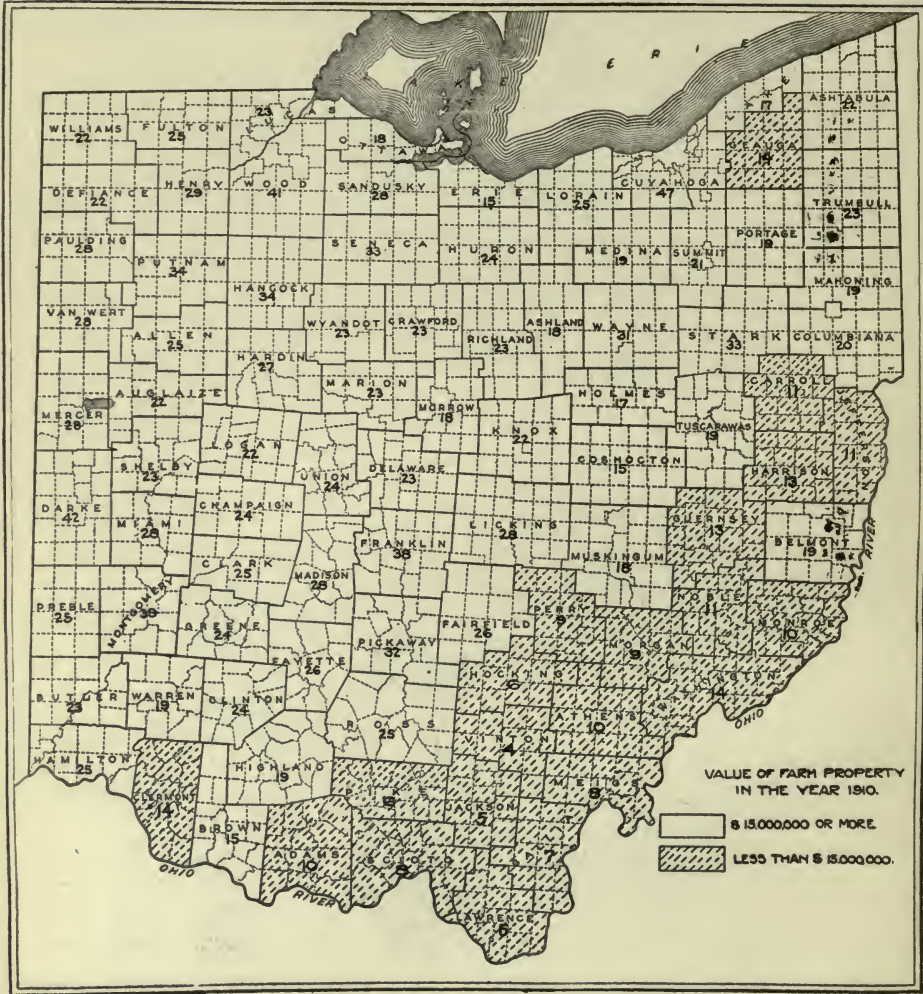 ERIE
LAKE
17
ASHTABULA
22
LUCAS
23
WILLIAMS
22
FULTON
25
OTTAWA
18
GEAUGA
14
CUYAHOGA
47
DEFIANCE
22
HENRY
29
WOOD
41
SANDUSKY
28
ERIE
15
LORAIN
25
TRUMBULL
23
PAULDING
28
PUTNAM
34
SENECA
33
HURON
24
MEDINA
19
SUMMIT
21
PORTAGE
19
MAHONING
19
HANCOCK
34
VAN WERT
28
ALLEN
25
WYANDOT
23
CRAWFORD
23
RICHLAND
23
ASHLAND
18
WAYNE
31
STARK
33
COLUMBIANA
20
HARDIN
27
AUGLAIZE
22
MARION
23
MERCER
28
MORROW
18
HOLMES
17
CARROLL
11
TUSCARAWAS
19
JEFFERSON
11
LOGAN
22
KNOX
22
SHELBY
23
UNION
24
DELAWARE
23
COSHOCTON
15
HARRISON
13
DARKE
42
MIAMI
28
CHAMPAIGN
24
LICKING
28
GUERNSEY
13
BELMONT
19
FRANKLIN
38
CLARK
25
MADISON
28
MUSKINGUM
18
PREBLE
25
MONTGOMERY
GREENE
24
PICKAWAY
32
FAIRFIELD
26
PERRY
9
NOBLE
11
MONROE
10
MORGAN
9
FAYETTE
26
BUTLER
23
WARREN
19
CLINTON
24
HOCKING
6
WASHINGTON
14
ROSS
25
ATHENS
10
VINTON
4
RIVER
OHIO
HAMILTON
25
HIGHLAND
19
MEIGS
8
CLERMONT
14
PIKE
JACKSON
5
BROWN
15
ADAMS
10
SCIOTO
7
LAWRENCE
OHIO
RIVER
VALUE OF FARM PROPERTY
IN THE YEAR 1910.
$ 15,000,000 OR MORE
LESS THAN $ 15,000,000.